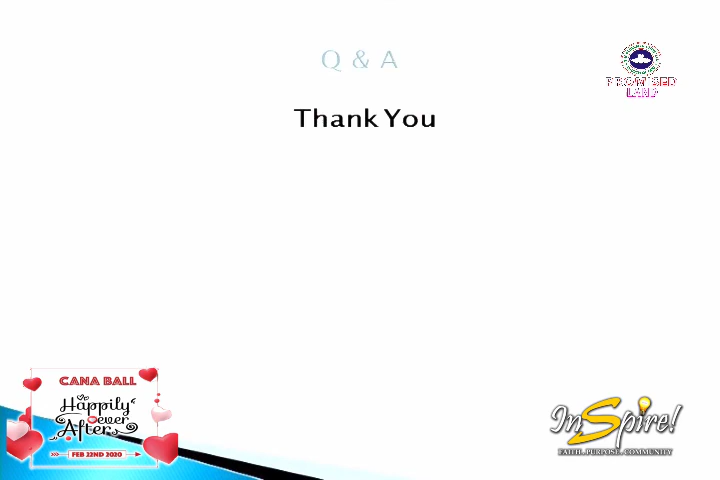 Q & A
PROMISED
LAND
Thank You
CANA BALL
Happily
ever
After
FEB 22ND 2020
InSpire!
FAITH . PURPOSE . COMMUNITY